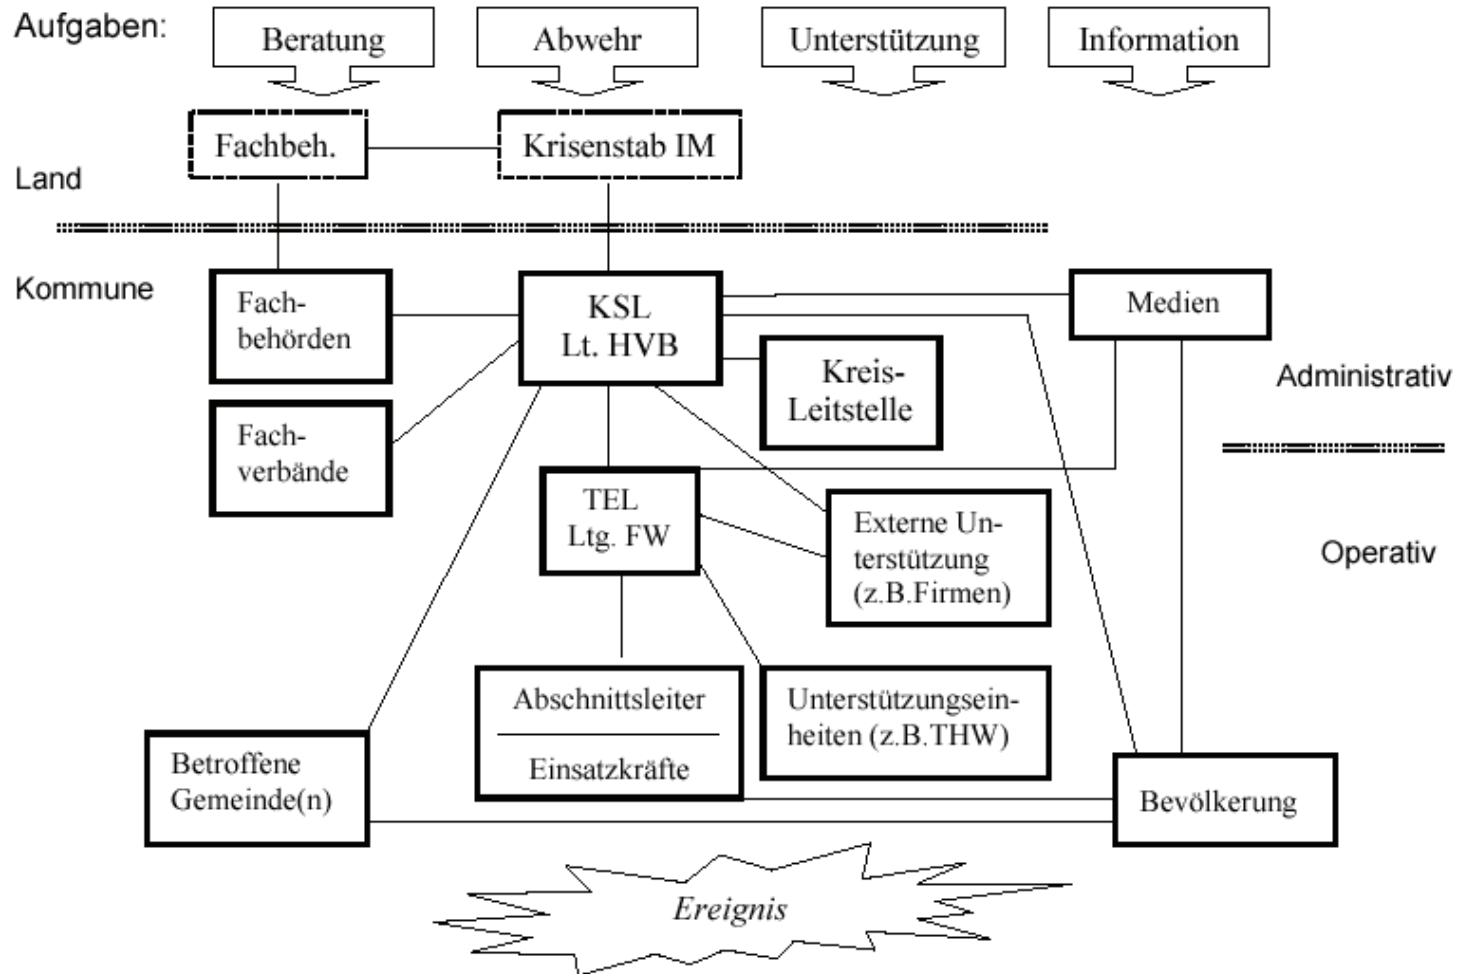 Aufgaben:
Beratung
Abwehr
Unterstützung
Information
Fachbeh.
Krisenstab IM
Land
Kommune
Fach-
behörden
KSL
Lt. HVB
Medien
Kreis-
Leitstelle
Administrativ
Fach-
verbände
TEL
Ltg. FW
Externe Un-
terstützung
(z.B.Firmen)
Operativ
Abschnittsleiter
Einsatzkräfte
Unterstützungsein-
heiten (z.B.THW)
Betroffene
Gemeinde(n)
Bevölkerung
Ereignis